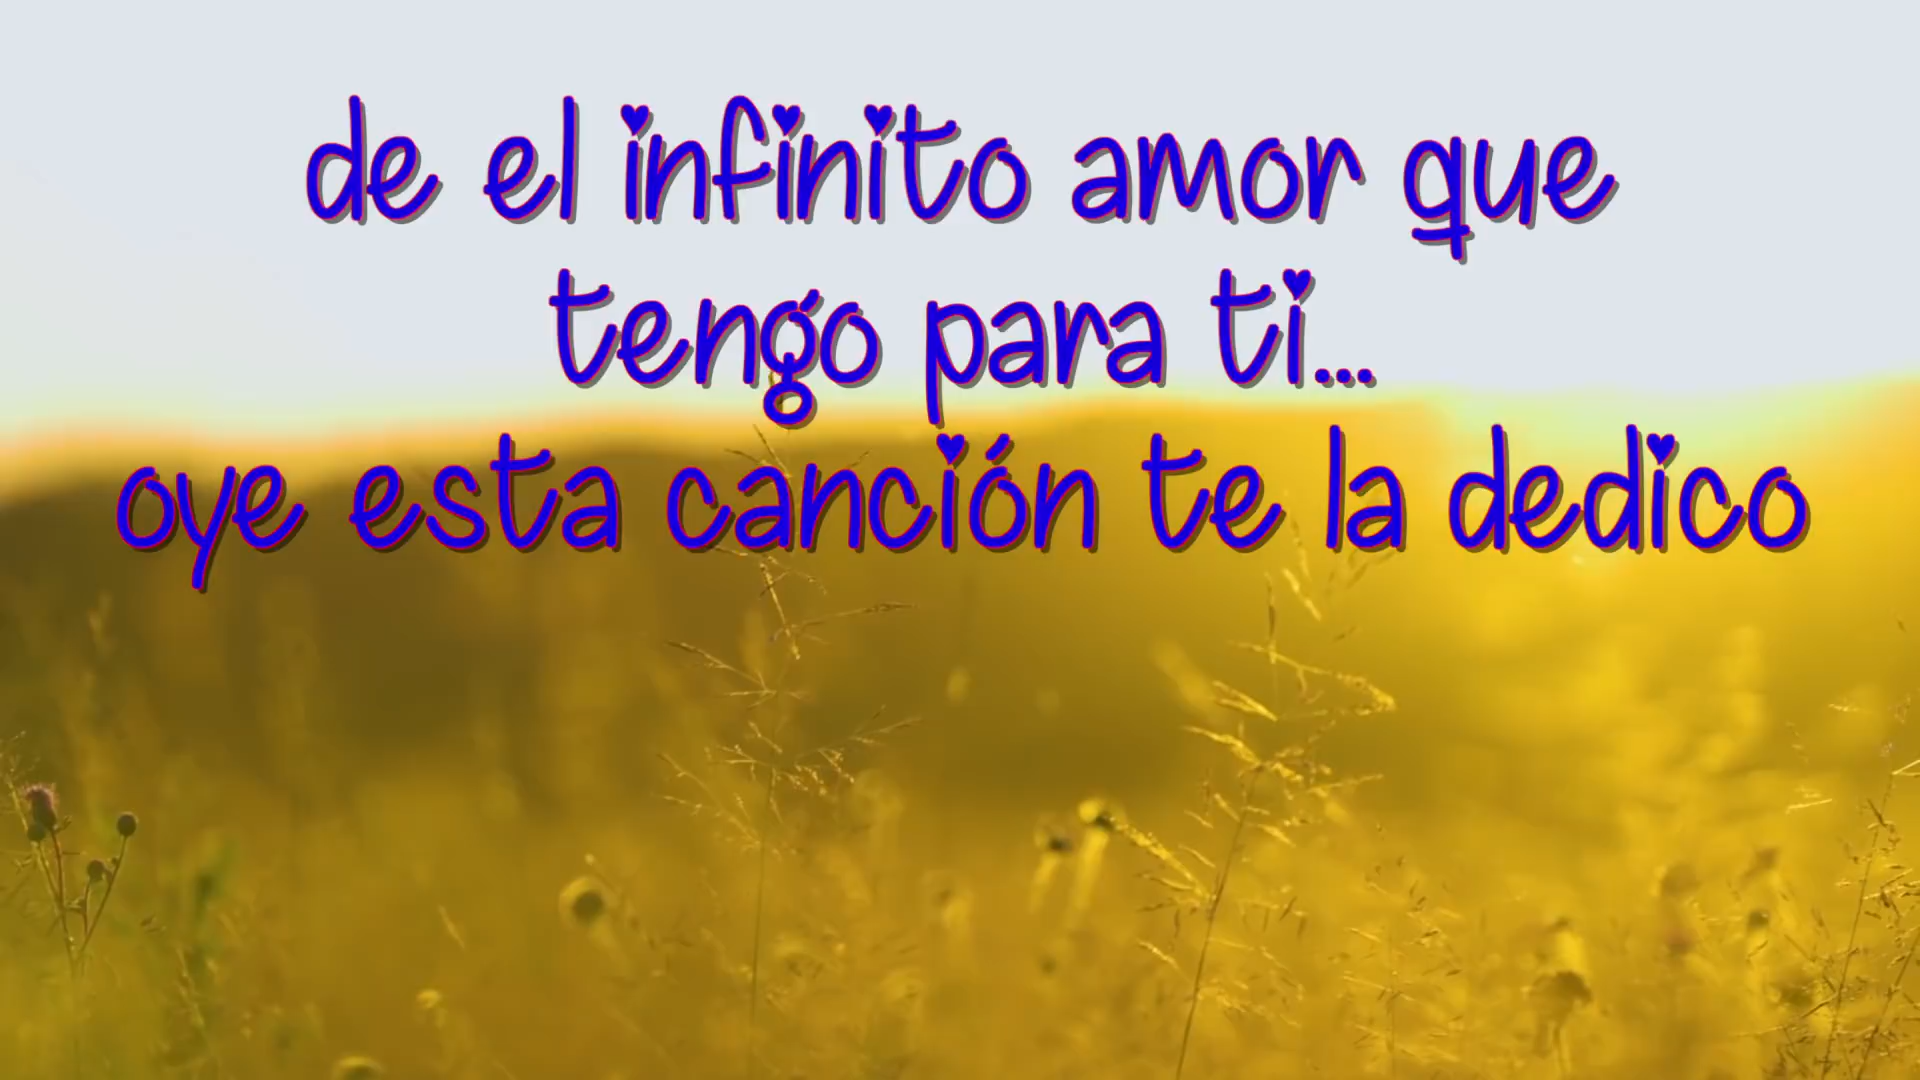 de el infinito amor que
tengo para ti...
oye esta canción te la dedico